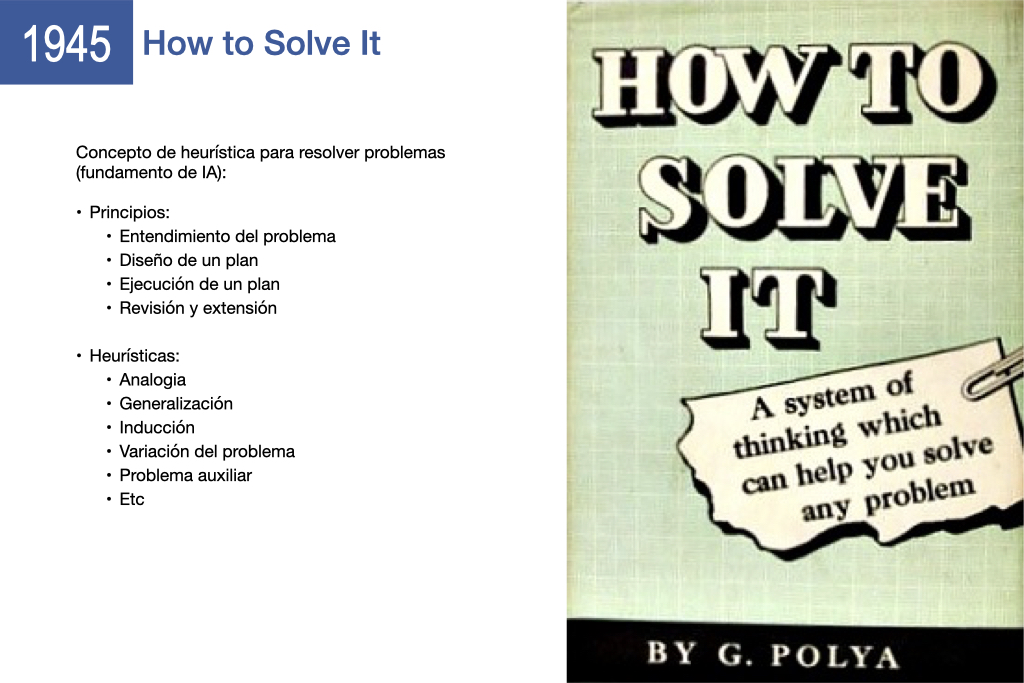 1945
How to Solve It
Concepto de heurística para resolver problemas
(fundamento de IA):
• Principios:
• Entendimiento del problema
• Diseño de un plan
• Ejecución de un plan
• Revisión y extensión
• Heurísticas:
• Analogia
• Generalización
• Inducción
• Variación del problema
• Problema auxiliar
• Etc
HOW TO
SOLVE
IT
A system of
thinking which
can help you solve
any problem
BY G. POLYA